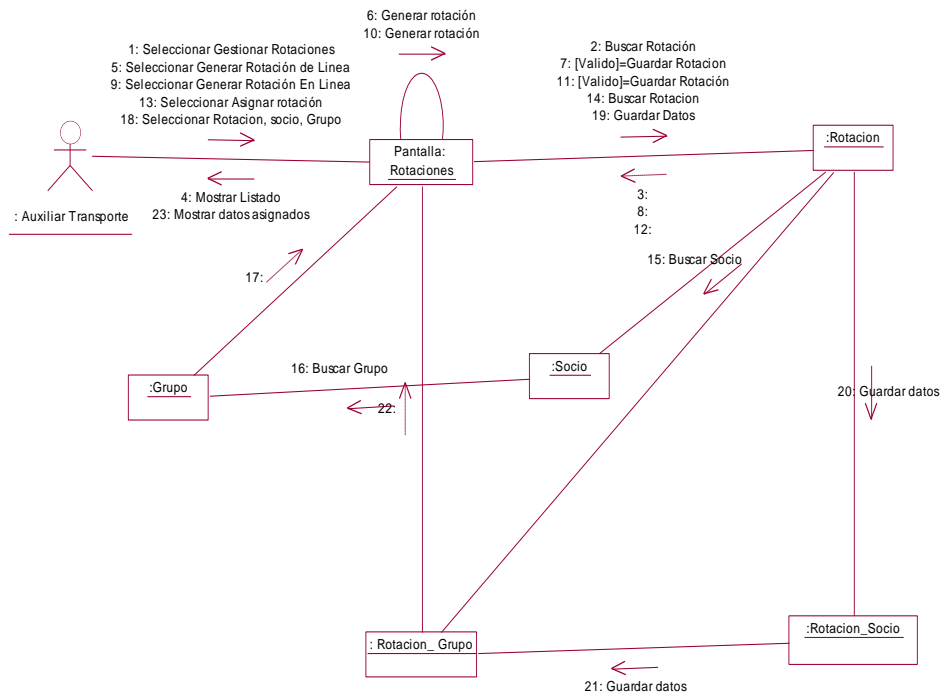 6: Generar rotación
10: Generar rotación
1: Seleccionar Gestionar Rotaciones
5: Seleccionar Generar Rotación de Linea
9: Seleccionar Generar Rotación En Linea
13: Seleccionar Asignar rotación
18: Seleccionar Rotacion, socio, Grupo
2: Buscar Rotación
7: [Valido]=Guardar Rotacion
11: [Valido]=Guardar Rotación
14: Buscar Rotacion
19: Guardar Datos
Pantalla:
Rotaciones
:Rotacion
4: Mostrar Listado
23: Mostrar datos asignados
: Auxiliar Transporte
3:
8:
12:
15: Buscar Socio
17:
16: Buscar Grupo
:Socio
:Grupo
22:
20: Guardar datos
:Rotacion_Socio
: Rotacion_ Grupo
21: Guardar datos